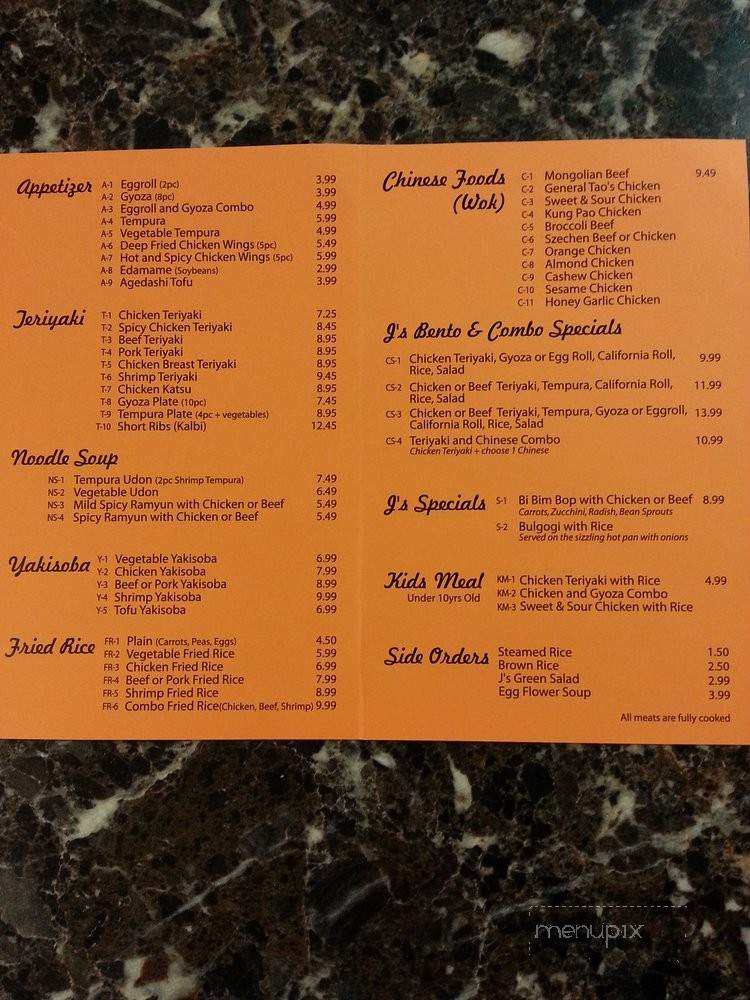 Appetizer
A-1 Eggroll (2pc) 3.99
A-2 Gyoza (8pc) 3.99
A-3 Eggroll and Gyoza Combo 4.99
A-4 Tempura 5.99
A-5 Vegetable Tempura 4.99
A-6 Deep Fried Chicken Wings (5pc) 5.49
A-7 Hot and Spicy Chicken Wings (5pc) 5.99
A-8 Edamame (Soybeans) 2.99
A-9 Agedashi Tofu 3.99
Teriyaki
T-1 Chicken Teriyaki 7.25
T-2 Spicy Chicken Teriyaki 8.45
T-3 Beef Teriyaki 8.95
T-4 Pork Teriyaki 8.95
T-5 Chicken Breast Teriyaki 8.95
T-6 Shrimp Teriyaki 9.45
T-7 Chicken Katsu 8.95
T-8 Gyoza Plate (10pc) 7.45
T-9 Tempura Plate (4pc + vegetables) 8.95
T-10 Short Ribs (Kalbi) 12.45
Noodle Soup
NS-1 Tempura Udon (2pc Shrimp Tempura) 7.49
NS-2 Vegetable Udon 6.49
NS-3 Mild Spicy Ramyun with Chicken or Beef 5.49
NS-4 Spicy Ramyun with Chicken or Beef 5.49
Yakisoba
Y-1 Vegetable Yakisoba 6.99
Y-2 Chicken Yakisoba 7.99
Y-3 Beef or Pork Yakisoba 8.99
Y-4 Shrimp Yakisoba 9.99
Y-5 Tofu Yakisoba 6.99
Fried Rice
FR-1 Plain (Carrots, Peas, Eggs) 4.50
FR-2 Vegetable Fried Rice 5.99
FR-3 Chicken Fried Rice 6.99
FR-4 Beef or Pork Fried Rice 7.99
FR-5 Shrimp Fried Rice 8.99
FR-6 Combo Fried Rice(Chicken, Beef, Shrimp) 9.99
Chinese Foods
(Wok)
C-1 Mongolian Beef 9.49
C-2 General Tao's Chicken
C-3 Sweet & Sour Chicken
C-4 Kung Pao Chicken
C-5 Broccoli Beef
C-6 Szechen Beef or Chicken
C-7 Orange Chicken
C-8 Almond Chicken
C-9 Cashew Chicken
C-10 Sesame Chicken
C-11 Honey Garlic Chicken
J's Bento & Combo Specials
CS-1 Chicken Teriyaki, Gyoza or Egg Roll, California Roll, 9.99
Rice, Salad
CS-2 Chicken or Beef Teriyaki, Tempura, California Roll, 11.99
Rice, Salad
CS-3 Chicken or Beef Teriyaki, Tempura, Gyoza or Eggroll, 13.99
California Roll, Rice, Salad
CS-4 Teriyaki and Chinese Combo 10.99
Chicken Teriyaki + choose 1 Chinese
J's Specials
S-1 Bi Bim Bop with Chicken or Beef 8.99
Carrots, Zucchini, Radish, Bean Sprouts
S-2 Bulgogi with Rice
Served on the sizzling hot pan with onions
Kids Meal
Under 10yrs Old
KM-1 Chicken Teriyaki with Rice 4.99
KM-2 Chicken and Gyoza Combo
KM-3 Sweet & Sour Chicken with Rice
Side Orders
Steamed Rice 1.50
Brown Rice 2.50
J's Green Salad 2.99
Egg Flower Soup 3.99
All meats are fully cooked
menupix